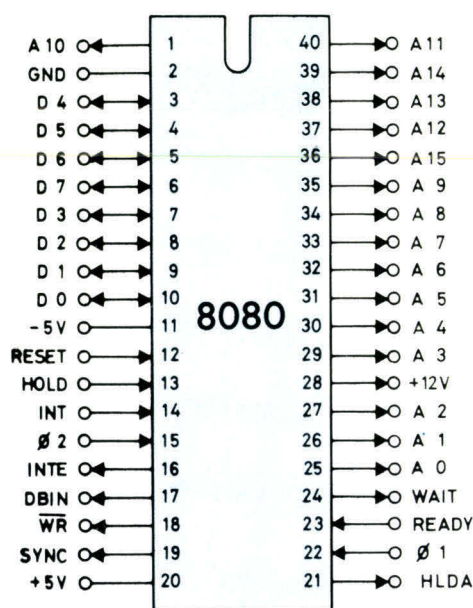 A 10 1 40 A 11
GND 2 39 A 14
D 4 3 38 A 13
D 5 4 37 A 12
D 6 5 36 A 15
D 7 6 35 A 9
D 3 7 34 A 8
D 2 8 33 A 7
D 1 9 32 A 6
D 0 10 31 A 5
8080
-5V 11 30 A 4
RESET 12 29 A 3
HOLD 13 28 +12V
INT 14 27 A 2
Ø 2 15 26 A 1
INTE 16 25 A 0
DBIN 17 24 WAIT
W̅R̅ 18 23 READY
SYNC 19 22 Ø 1
+5V 20 21 HLDA